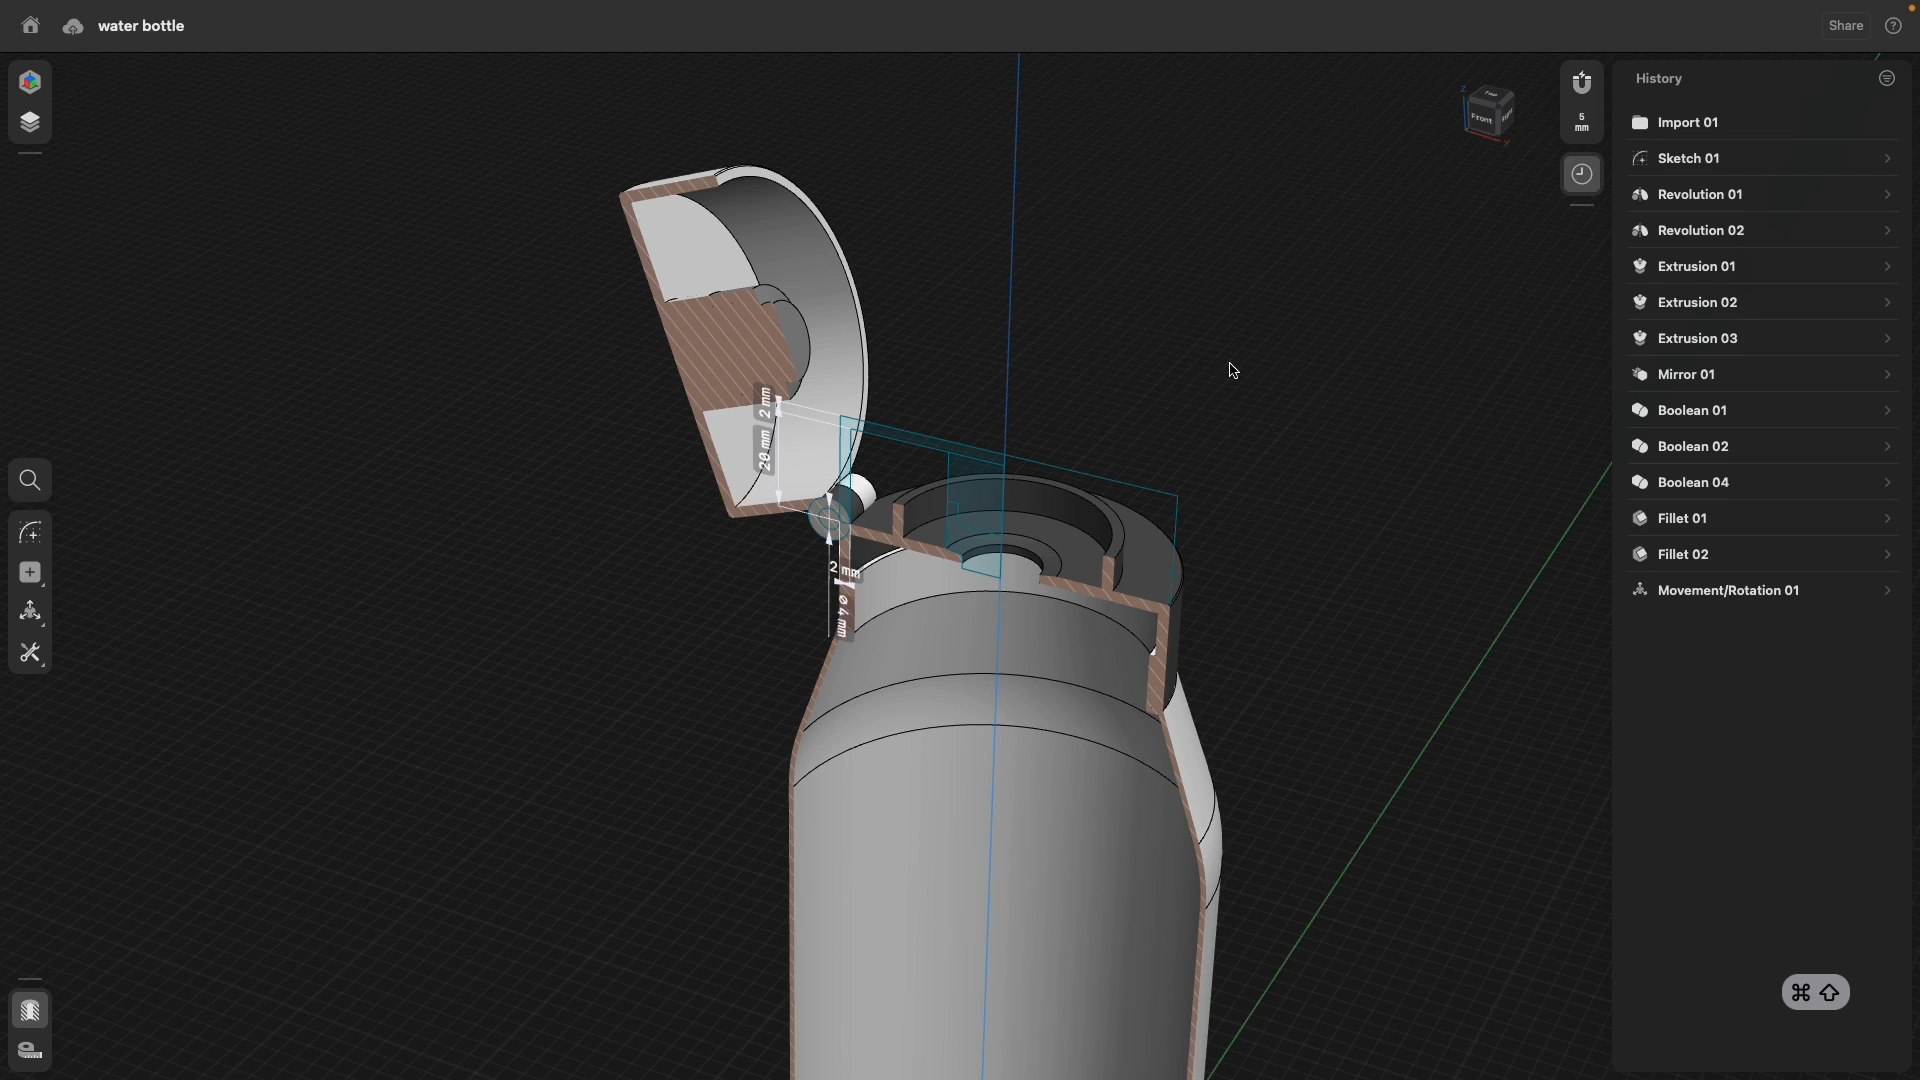 water bottle
Share
?
Z
Top
Front
Right
X
5
mm
History
Import 01
Sketch 01
Revolution 01
Revolution 02
Extrusion 01
Extrusion 02
Extrusion 03
Mirror 01
Boolean 01
Boolean 02
Boolean 04
Fillet 01
Fillet 02
Movement/Rotation 01
2 mm
20 mm
2 mm
⌀ 4 mm
⌘ ⇧